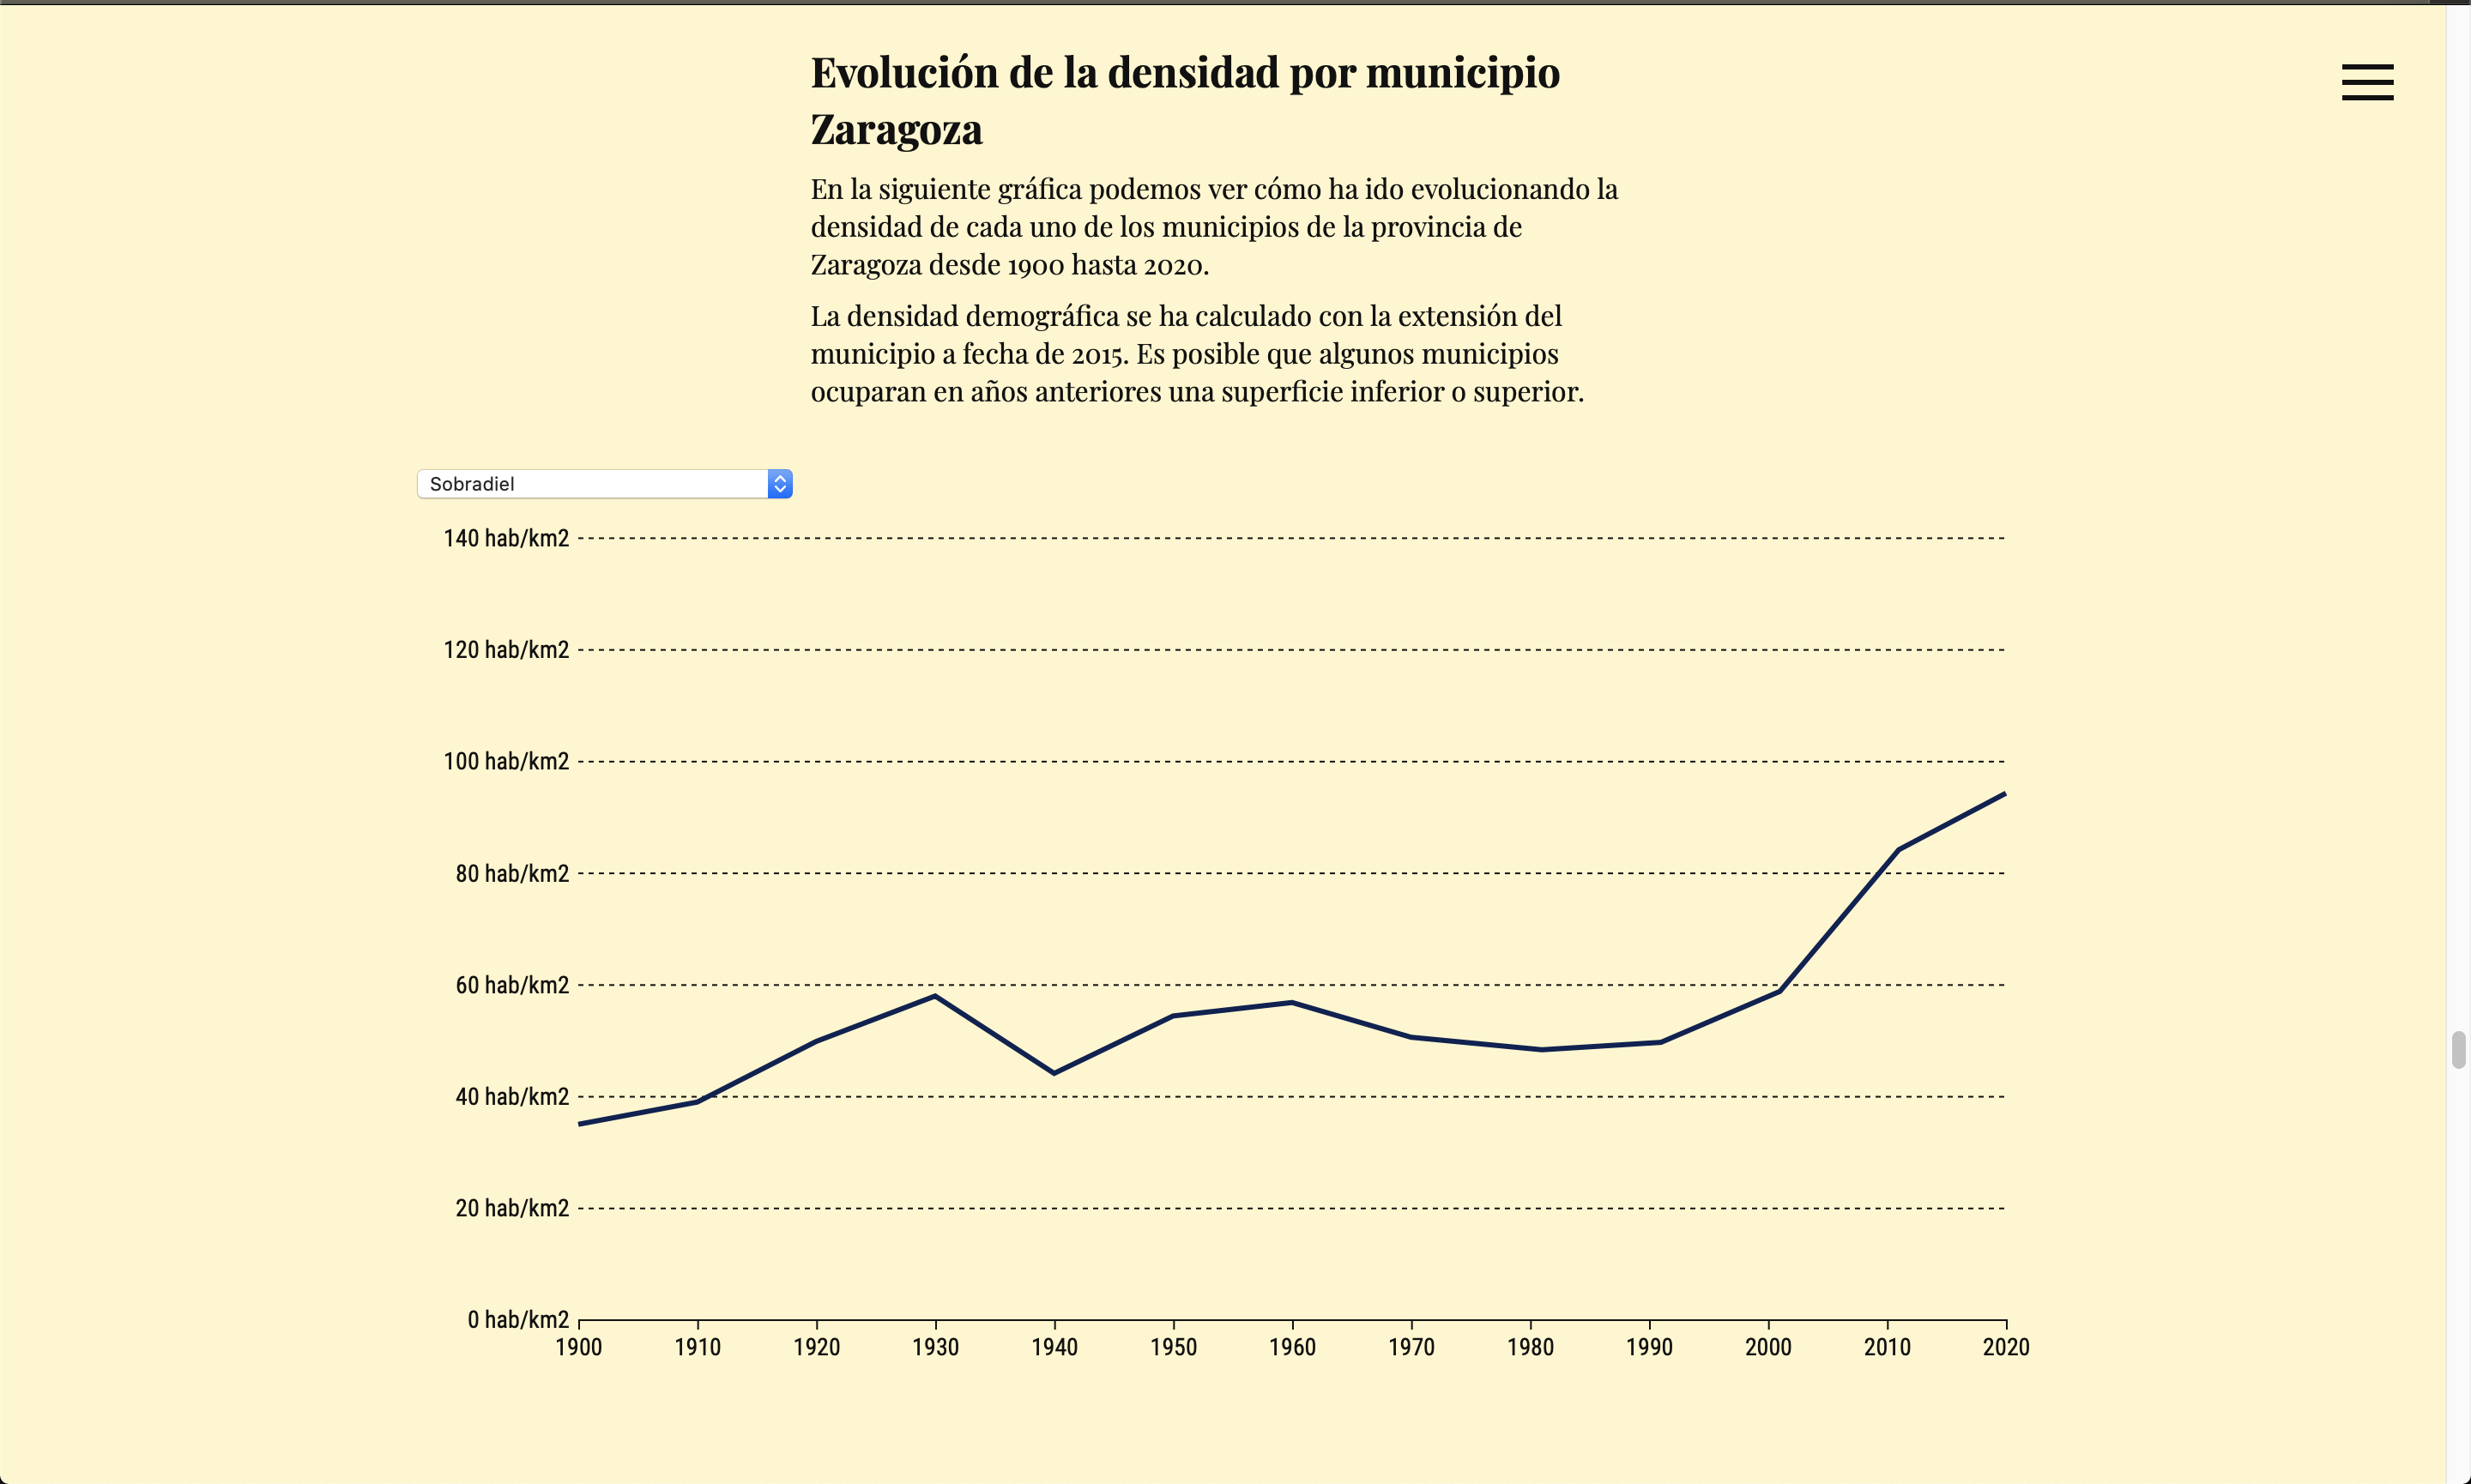 Evolución de la densidad por municipio
Zaragoza
En la siguiente gráfica podemos ver cómo ha ido evolucionando la
densidad de cada uno de los municipios de la provincia de
Zaragoza desde 1900 hasta 2020.
La densidad demográfica se ha calculado con la extensión del
municipio a fecha de 2015. Es posible que algunos municipios
ocuparan en años anteriores una superficie inferior o superior.
Sobradiel
140 hab/km2
120 hab/km2
100 hab/km2
80 hab/km2
60 hab/km2
40 hab/km2
20 hab/km2
0 hab/km2
1900 1910 1920 1930 1940 1950 1960 1970 1980 1990 2000 2010 2020